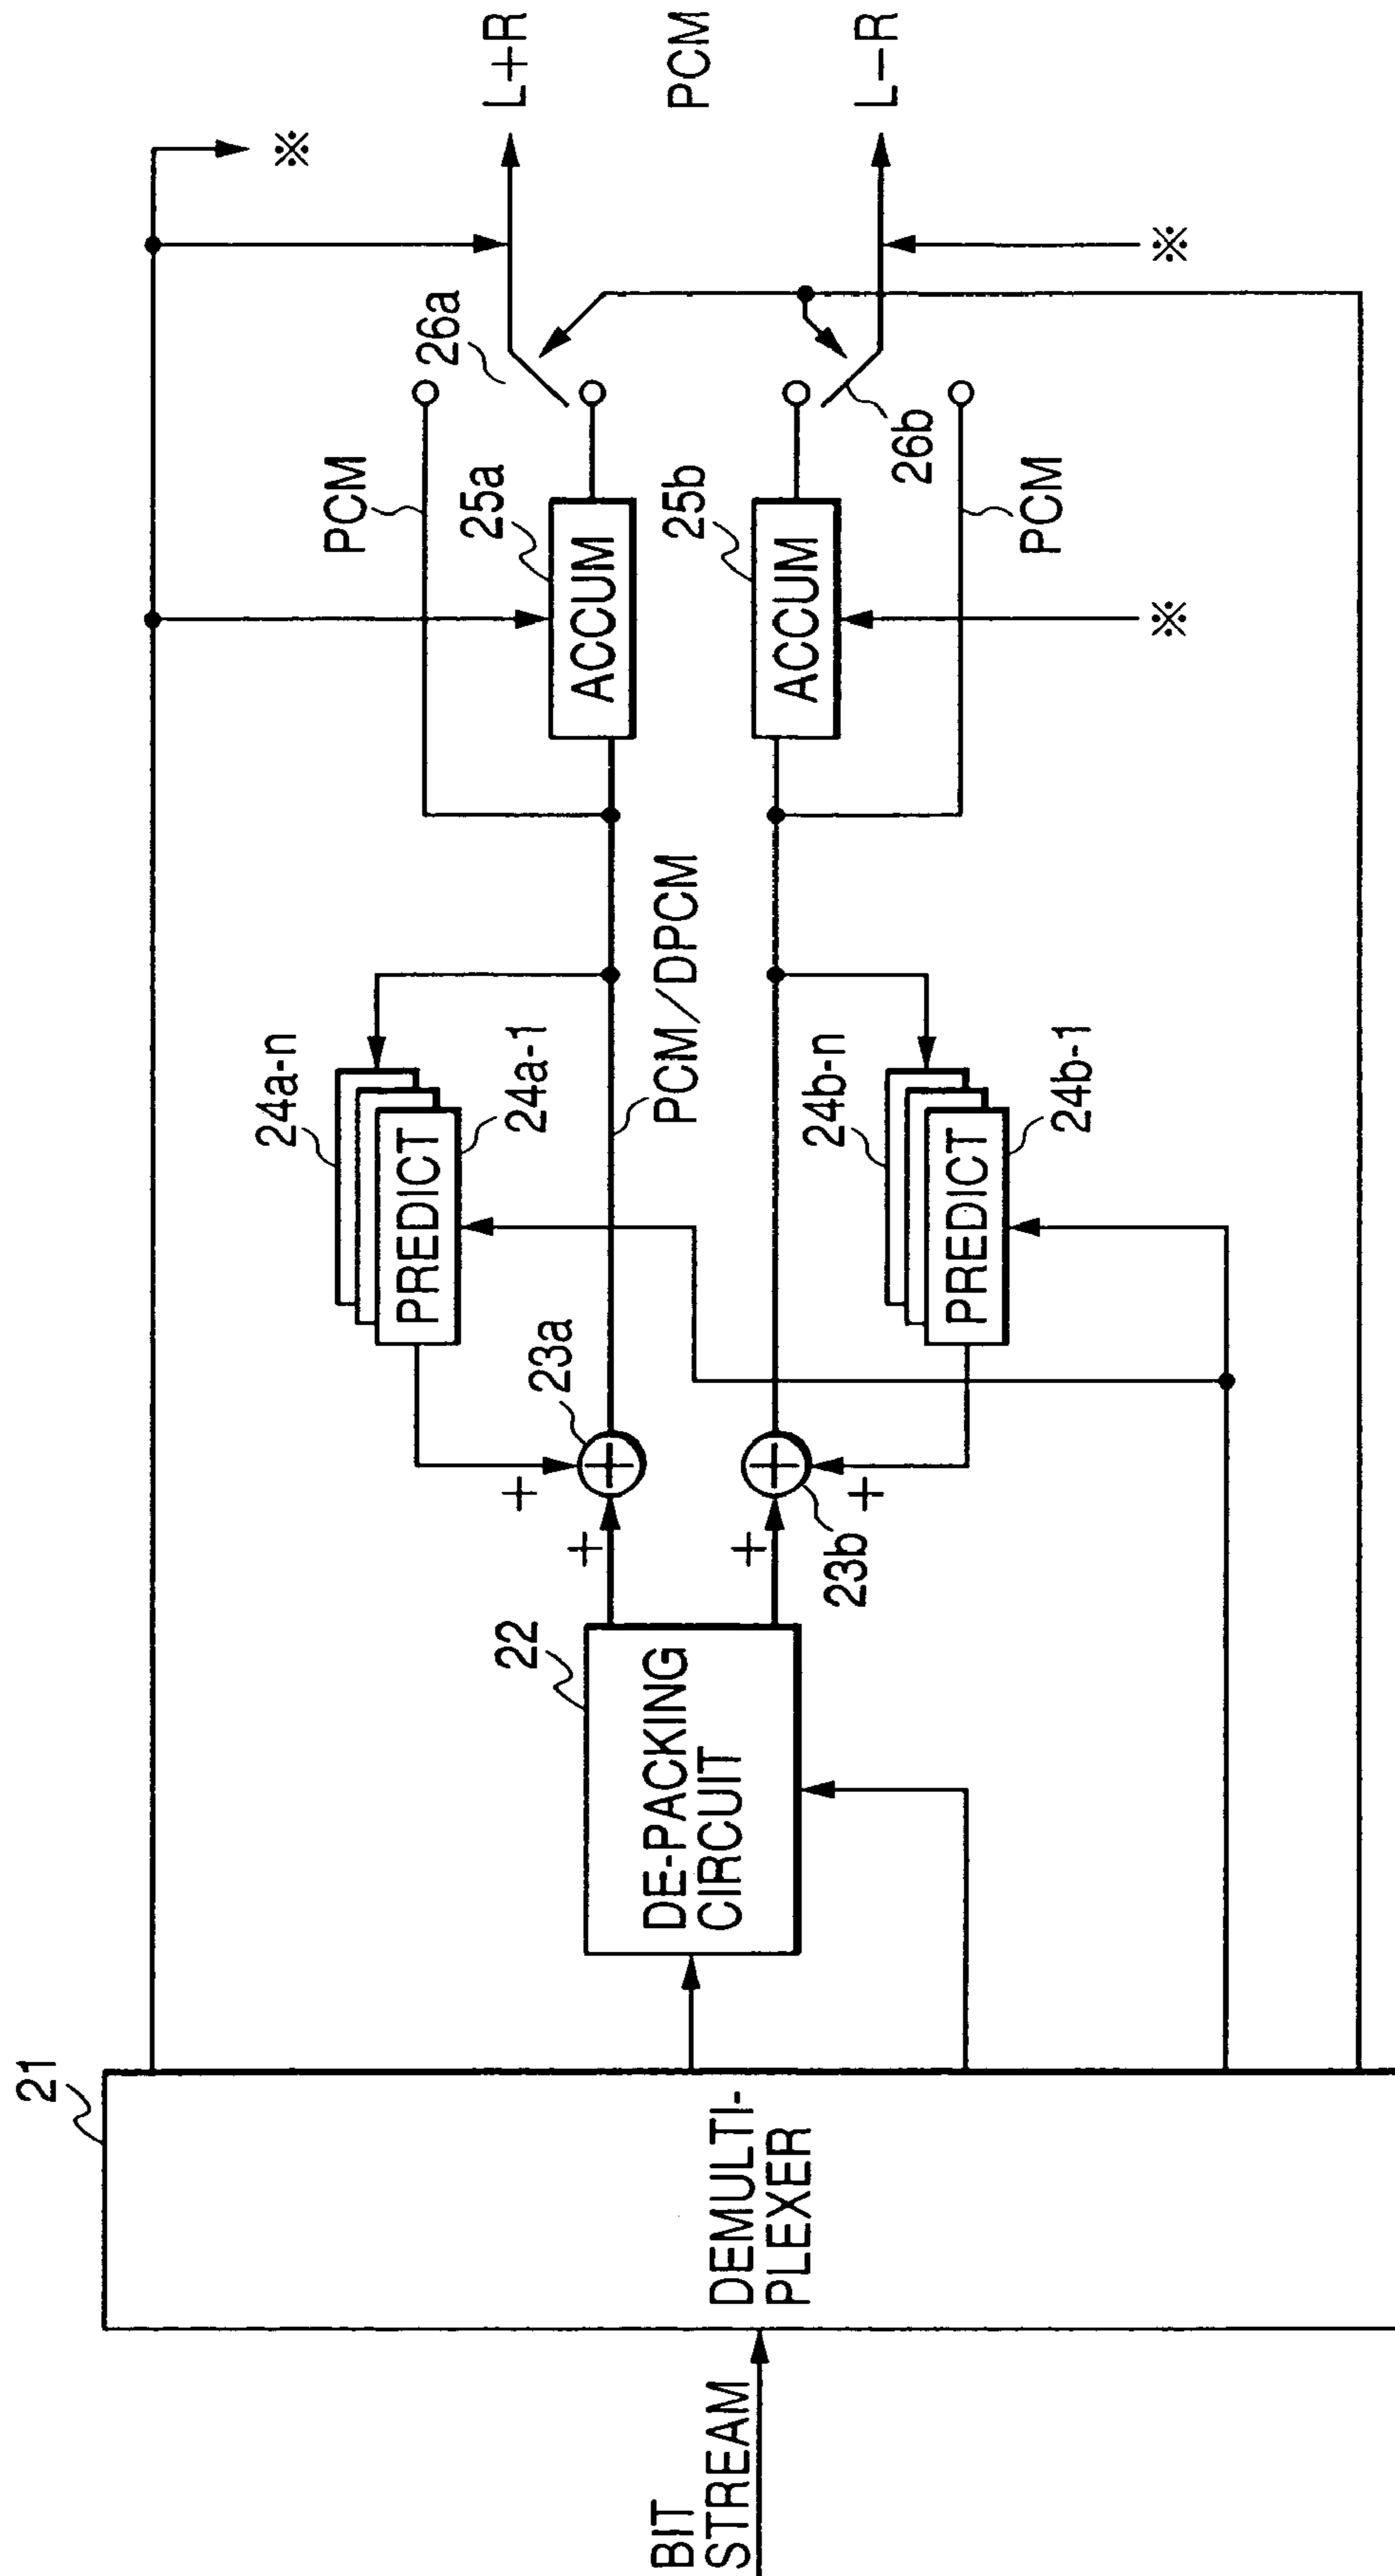 BIT
STREAM
21
DEMULTI-
PLEXER
22
DE-PACKING
CIRCUIT
+
+
+
+
23a
23b
24a-n
PREDICT
24a-1
24b-n
PREDICT
24b-1
PCM/DPCM
PCM
25a
ACCUM
25b
ACCUM
PCM
26a
26b
※
※
※
L+R
PCM
L-R